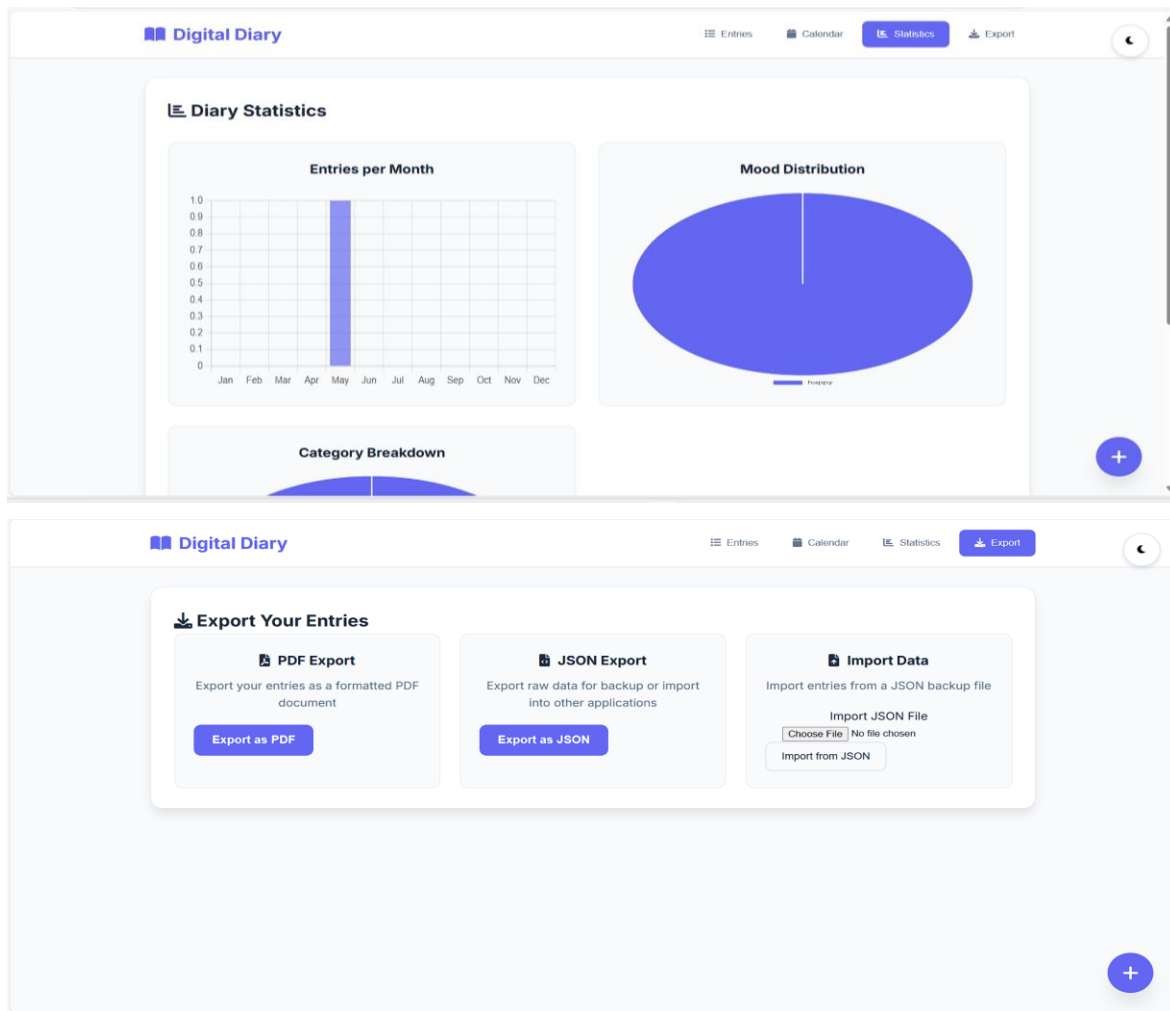 Digital Diary
Entries Calendar Statistics Export
Diary Statistics
Entries per Month
1.0
0.9
0.8
0.7
0.6
0.5
0.4
0.3
0.2
0.1
0
Jan Feb Mar Apr May Jun Jul Aug Sep Oct Nov Dec
Mood Distribution
happy
Category Breakdown
Digital Diary
Entries Calendar Statistics Export
Export Your Entries
PDF Export
Export your entries as a formatted PDF
document
Export as PDF
JSON Export
Export raw data for backup or import
into other applications
Export as JSON
Import Data
Import entries from a JSON backup file
Import JSON File
Choose File No file chosen
Import from JSON